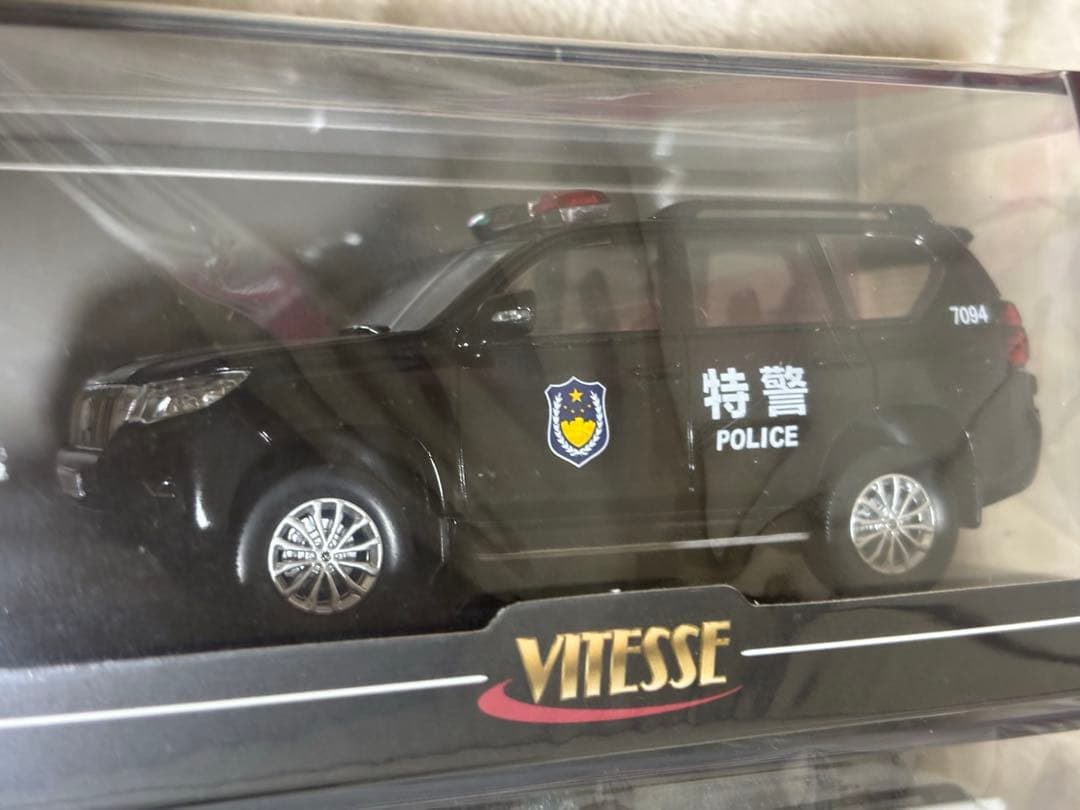 7094
特警
POLICE
VITESSE